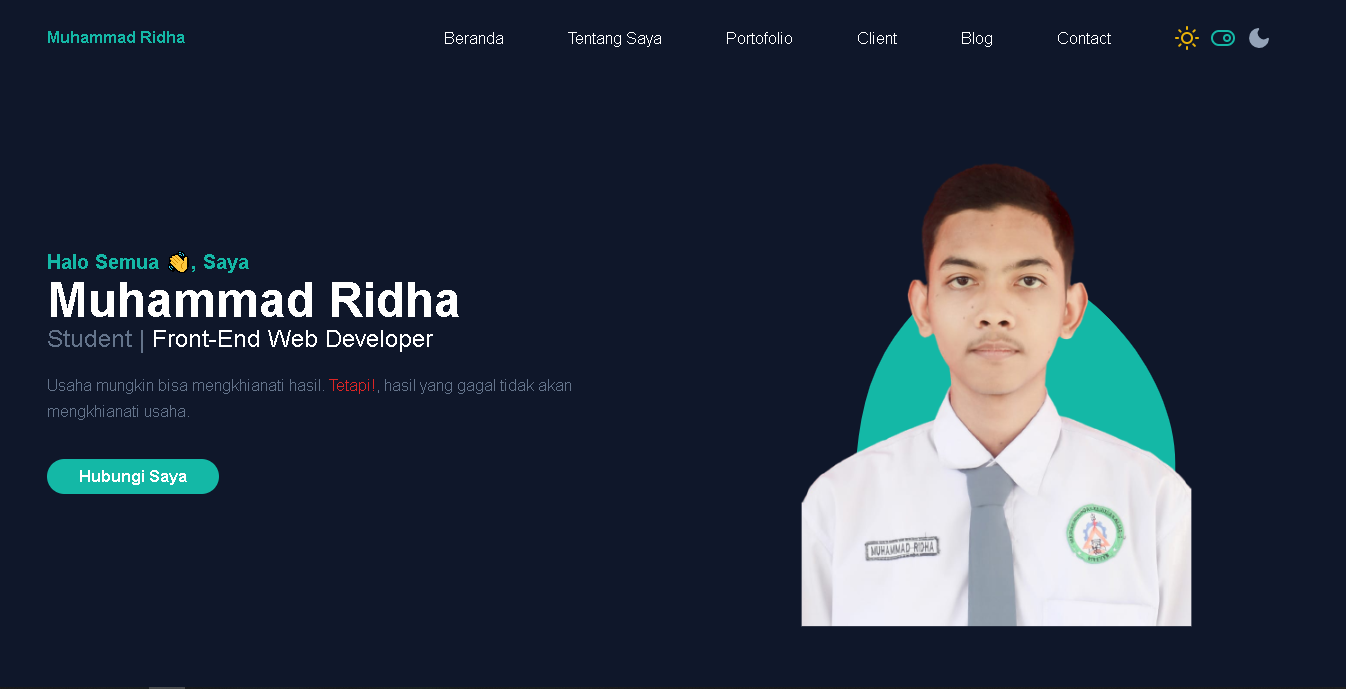 Muhammad Ridha
Beranda
Tentang Saya
Portofolio
Client
Blog
Contact
Halo Semua 👋, Saya
Muhammad Ridha
Student | Front-End Web Developer
Usaha mungkin bisa mengkhianati hasil. Tetapi!, hasil yang gagal tidak akan
mengkhianati usaha.
Hubungi Saya
MUHAMMAD RIDHA